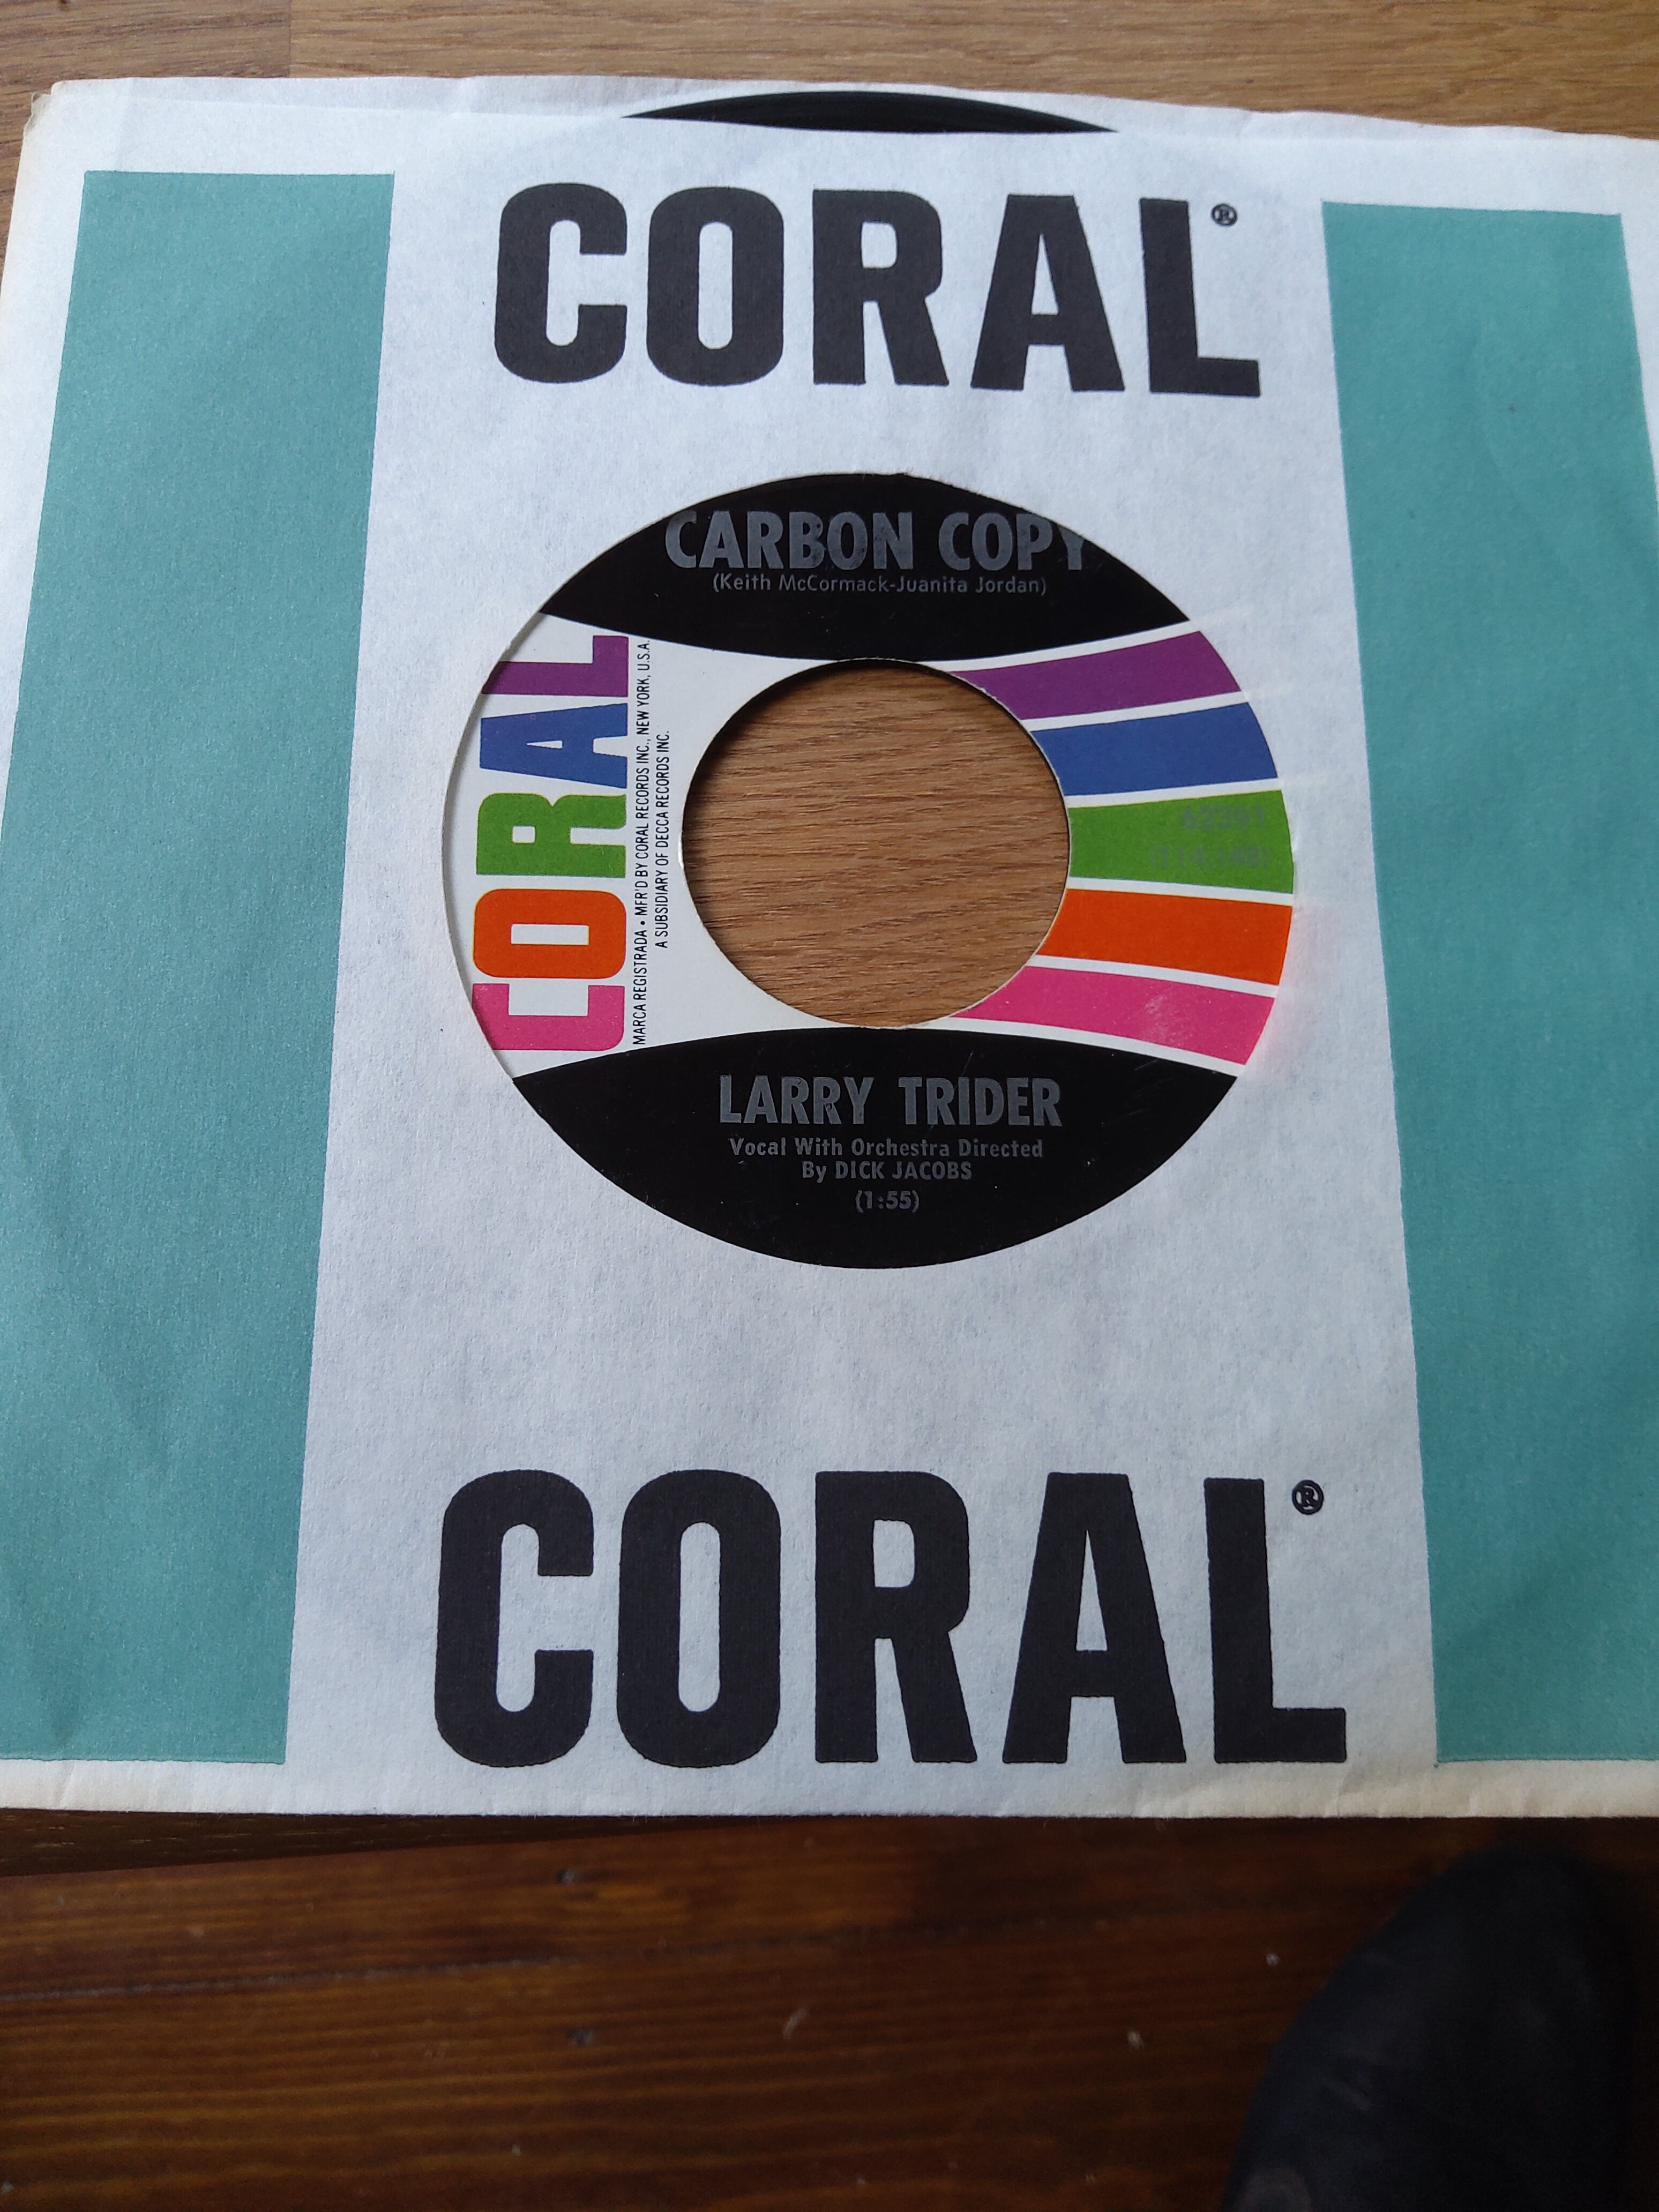 CORAL®
CARBON COPY
(Keith McCormack-Juanita Jordan)
CORAL
MARCA REGISTRADA • MFR'D BY CORAL RECORDS INC., NEW YORK, U.S.A.
A SUBSIDIARY OF DECCA RECORDS INC.
LARRY TRIDER
Vocal With Orchestra Directed
By DICK JACOBS
(1:55)
CORAL®